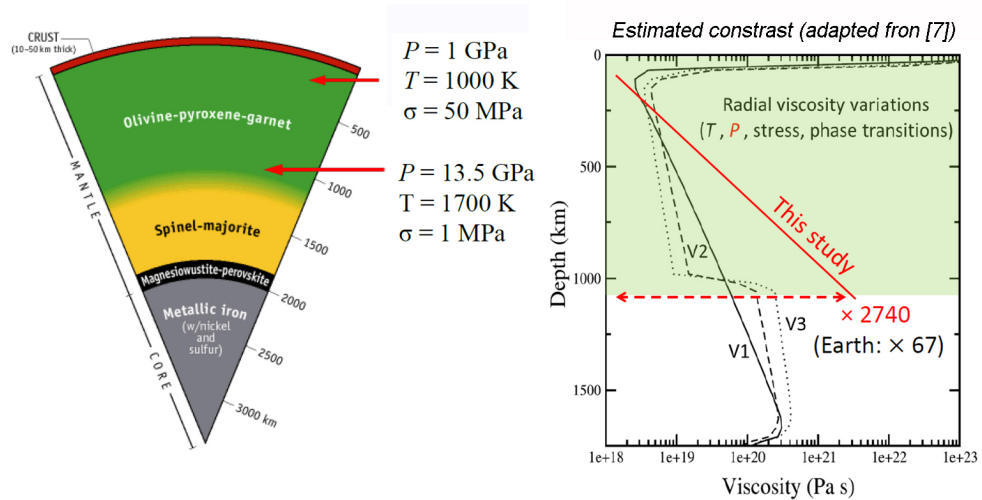 CRUST
(10~50km thick)
MANTLE
CORE
Olivine-pyroxene-garnet
Spinel-majorite
Magnesiowustite-perovskite
Metallic iron
(w/nickel
and
sulfur)
500
1000
1500
2000
2500
3000 km
P = 1 GPa
T = 1000 K
σ = 50 MPa
P = 13.5 GPa
T = 1700 K
σ = 1 MPa
Estimated constrast (adapted fron [7])
Radial viscosity variations
(T , P , stress, phase transitions)
This study
V2
V1
V3
× 2740
(Earth: × 67)
Depth (km)
0
500
1000
1500
1e+18 1e+19 1e+20 1e+21 1e+22 1e+23
Viscosity (Pa s)